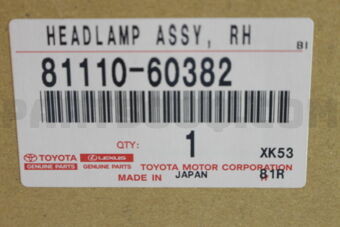 HEADLAMP ASSY, RH
BI
81110-60382
QTY: 1
XK53
TOYOTA LEXUS
GENUINE PARTS GENUINE PARTS
TOYOTA MOTOR CORPORATION
MADE IN JAPAN
81R